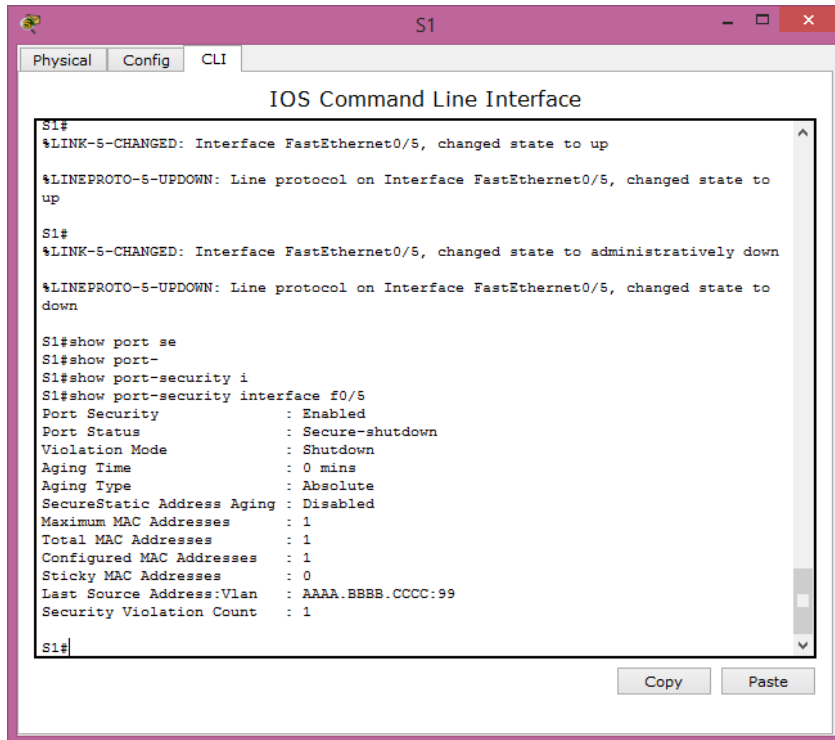 S1
Physical Config CLI
IOS Command Line Interface
S1#
%LINK-5-CHANGED: Interface FastEthernet0/5, changed state to up
%LINEPROTO-5-UPDOWN: Line protocol on Interface FastEthernet0/5, changed state to
up
S1#
%LINK-5-CHANGED: Interface FastEthernet0/5, changed state to administratively down
%LINEPROTO-5-UPDOWN: Line protocol on Interface FastEthernet0/5, changed state to
down
S1#show port se
S1#show port-
S1#show port-security i
S1#show port-security interface f0/5
Port Security : Enabled
Port Status : Secure-shutdown
Violation Mode : Shutdown
Aging Time : 0 mins
Aging Type : Absolute
SecureStatic Address Aging : Disabled
Maximum MAC Addresses : 1
Total MAC Addresses : 1
Configured MAC Addresses : 1
Sticky MAC Addresses : 0
Last Source Address:Vlan : AAAA.BBBB.CCCC:99
Security Violation Count : 1
S1#
Copy Paste